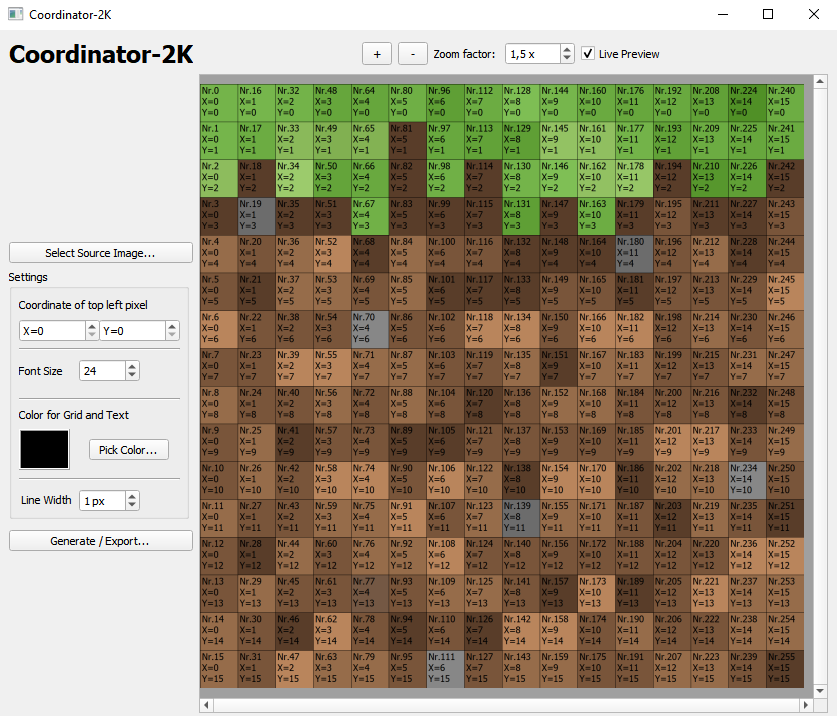 Coordinator-2K
Coordinator-2K
+ - Zoom factor: 1,5 x Live Preview
Select Source Image...
Settings
Coordinate of top left pixel
X=0 Y=0
Font Size 24
Color for Grid and Text
Pick Color...
Line Width 1 px
Generate / Export...
Nr.0 Nr.16 Nr.32 Nr.48 Nr.64 Nr.80 Nr.96 Nr.112 Nr.128 Nr.144 Nr.160 Nr.176 Nr.192 Nr.208 Nr.224 Nr.240
X=0 X=1 X=2 X=3 X=4 X=5 X=6 X=7 X=8 X=9 X=10 X=11 X=12 X=13 X=14 X=15
Y=0 Y=0 Y=0 Y=0 Y=0 Y=0 Y=0 Y=0 Y=0 Y=0 Y=0 Y=0 Y=0 Y=0 Y=0 Y=0
Nr.1 Nr.17 Nr.33 Nr.49 Nr.65 Nr.81 Nr.97 Nr.113 Nr.129 Nr.145 Nr.161 Nr.177 Nr.193 Nr.209 Nr.225 Nr.241
X=0 X=1 X=2 X=3 X=4 X=5 X=6 X=7 X=8 X=9 X=10 X=11 X=12 X=13 X=14 X=15
Y=1 Y=1 Y=1 Y=1 Y=1 Y=1 Y=1 Y=1 Y=1 Y=1 Y=1 Y=1 Y=1 Y=1 Y=1 Y=1
Nr.2 Nr.18 Nr.34 Nr.50 Nr.66 Nr.82 Nr.98 Nr.114 Nr.130 Nr.146 Nr.162 Nr.178 Nr.194 Nr.210 Nr.226 Nr.242
X=0 X=1 X=2 X=3 X=4 X=5 X=6 X=7 X=8 X=9 X=10 X=11 X=12 X=13 X=14 X=15
Y=2 Y=2 Y=2 Y=2 Y=2 Y=2 Y=2 Y=2 Y=2 Y=2 Y=2 Y=2 Y=2 Y=2 Y=2 Y=2
Nr.3 Nr.19 Nr.35 Nr.51 Nr.67 Nr.83 Nr.99 Nr.115 Nr.131 Nr.147 Nr.163 Nr.179 Nr.195 Nr.211 Nr.227 Nr.243
X=0 X=1 X=2 X=3 X=4 X=5 X=6 X=7 X=8 X=9 X=10 X=11 X=12 X=13 X=14 X=15
Y=3 Y=3 Y=3 Y=3 Y=3 Y=3 Y=3 Y=3 Y=3 Y=3 Y=3 Y=3 Y=3 Y=3 Y=3 Y=3
Nr.4 Nr.20 Nr.36 Nr.52 Nr.68 Nr.84 Nr.100 Nr.116 Nr.132 Nr.148 Nr.164 Nr.180 Nr.196 Nr.212 Nr.228 Nr.244
X=0 X=1 X=2 X=3 X=4 X=5 X=6 X=7 X=8 X=9 X=10 X=11 X=12 X=13 X=14 X=15
Y=4 Y=4 Y=4 Y=4 Y=4 Y=4 Y=4 Y=4 Y=4 Y=4 Y=4 Y=4 Y=4 Y=4 Y=4 Y=4
Nr.5 Nr.21 Nr.37 Nr.53 Nr.69 Nr.85 Nr.101 Nr.117 Nr.133 Nr.149 Nr.165 Nr.181 Nr.197 Nr.213 Nr.229 Nr.245
X=0 X=1 X=2 X=3 X=4 X=5 X=6 X=7 X=8 X=9 X=10 X=11 X=12 X=13 X=14 X=15
Y=5 Y=5 Y=5 Y=5 Y=5 Y=5 Y=5 Y=5 Y=5 Y=5 Y=5 Y=5 Y=5 Y=5 Y=5 Y=5
Nr.6 Nr.22 Nr.38 Nr.54 Nr.70 Nr.86 Nr.102 Nr.118 Nr.134 Nr.150 Nr.166 Nr.182 Nr.198 Nr.214 Nr.230 Nr.246
X=0 X=1 X=2 X=3 X=4 X=5 X=6 X=7 X=8 X=9 X=10 X=11 X=12 X=13 X=14 X=15
Y=6 Y=6 Y=6 Y=6 Y=6 Y=6 Y=6 Y=6 Y=6 Y=6 Y=6 Y=6 Y=6 Y=6 Y=6 Y=6
Nr.7 Nr.23 Nr.39 Nr.55 Nr.71 Nr.87 Nr.103 Nr.119 Nr.135 Nr.151 Nr.167 Nr.183 Nr.199 Nr.215 Nr.231 Nr.247
X=0 X=1 X=2 X=3 X=4 X=5 X=6 X=7 X=8 X=9 X=10 X=11 X=12 X=13 X=14 X=15
Y=7 Y=7 Y=7 Y=7 Y=7 Y=7 Y=7 Y=7 Y=7 Y=7 Y=7 Y=7 Y=7 Y=7 Y=7 Y=7
Nr.8 Nr.24 Nr.40 Nr.56 Nr.72 Nr.88 Nr.104 Nr.120 Nr.136 Nr.152 Nr.168 Nr.184 Nr.200 Nr.216 Nr.232 Nr.248
X=0 X=1 X=2 X=3 X=4 X=5 X=6 X=7 X=8 X=9 X=10 X=11 X=12 X=13 X=14 X=15
Y=8 Y=8 Y=8 Y=8 Y=8 Y=8 Y=8 Y=8 Y=8 Y=8 Y=8 Y=8 Y=8 Y=8 Y=8 Y=8
Nr.9 Nr.25 Nr.41 Nr.57 Nr.73 Nr.89 Nr.105 Nr.121 Nr.137 Nr.153 Nr.169 Nr.185 Nr.201 Nr.217 Nr.233 Nr.249
X=0 X=1 X=2 X=3 X=4 X=5 X=6 X=7 X=8 X=9 X=10 X=11 X=12 X=13 X=14 X=15
Y=9 Y=9 Y=9 Y=9 Y=9 Y=9 Y=9 Y=9 Y=9 Y=9 Y=9 Y=9 Y=9 Y=9 Y=9 Y=9
Nr.10 Nr.26 Nr.42 Nr.58 Nr.74 Nr.90 Nr.106 Nr.122 Nr.138 Nr.154 Nr.170 Nr.186 Nr.202 Nr.218 Nr.234 Nr.250
X=0 X=1 X=2 X=3 X=4 X=5 X=6 X=7 X=8 X=9 X=10 X=11 X=12 X=13 X=14 X=15
Y=10 Y=10 Y=10 Y=10 Y=10 Y=10 Y=10 Y=10 Y=10 Y=10 Y=10 Y=10 Y=10 Y=10 Y=10 Y=10
Nr.11 Nr.27 Nr.43 Nr.59 Nr.75 Nr.91 Nr.107 Nr.123 Nr.139 Nr.155 Nr.171 Nr.187 Nr.203 Nr.219 Nr.235 Nr.251
X=0 X=1 X=2 X=3 X=4 X=5 X=6 X=7 X=8 X=9 X=10 X=11 X=12 X=13 X=14 X=15
Y=11 Y=11 Y=11 Y=11 Y=11 Y=11 Y=11 Y=11 Y=11 Y=11 Y=11 Y=11 Y=11 Y=11 Y=11 Y=11
Nr.12 Nr.28 Nr.44 Nr.60 Nr.76 Nr.92 Nr.108 Nr.124 Nr.140 Nr.156 Nr.172 Nr.188 Nr.204 Nr.220 Nr.236 Nr.252
X=0 X=1 X=2 X=3 X=4 X=5 X=6 X=7 X=8 X=9 X=10 X=11 X=12 X=13 X=14 X=15
Y=12 Y=12 Y=12 Y=12 Y=12 Y=12 Y=12 Y=12 Y=12 Y=12 Y=12 Y=12 Y=12 Y=12 Y=12 Y=12
Nr.13 Nr.29 Nr.45 Nr.61 Nr.77 Nr.93 Nr.109 Nr.125 Nr.141 Nr.157 Nr.173 Nr.189 Nr.205 Nr.221 Nr.237 Nr.253
X=0 X=1 X=2 X=3 X=4 X=5 X=6 X=7 X=8 X=9 X=10 X=11 X=12 X=13 X=14 X=15
Y=13 Y=13 Y=13 Y=13 Y=13 Y=13 Y=13 Y=13 Y=13 Y=13 Y=13 Y=13 Y=13 Y=13 Y=13 Y=13
Nr.14 Nr.30 Nr.46 Nr.62 Nr.78 Nr.94 Nr.110 Nr.126 Nr.142 Nr.158 Nr.174 Nr.190 Nr.206 Nr.222 Nr.238 Nr.254
X=0 X=1 X=2 X=3 X=4 X=5 X=6 X=7 X=8 X=9 X=10 X=11 X=12 X=13 X=14 X=15
Y=14 Y=14 Y=14 Y=14 Y=14 Y=14 Y=14 Y=14 Y=14 Y=14 Y=14 Y=14 Y=14 Y=14 Y=14 Y=14
Nr.15 Nr.31 Nr.47 Nr.63 Nr.79 Nr.95 Nr.111 Nr.127 Nr.143 Nr.159 Nr.175 Nr.191 Nr.207 Nr.223 Nr.239 Nr.255
X=0 X=1 X=2 X=3 X=4 X=5 X=6 X=7 X=8 X=9 X=10 X=11 X=12 X=13 X=14 X=15
Y=15 Y=15 Y=15 Y=15 Y=15 Y=15 Y=15 Y=15 Y=15 Y=15 Y=15 Y=15 Y=15 Y=15 Y=15 Y=15